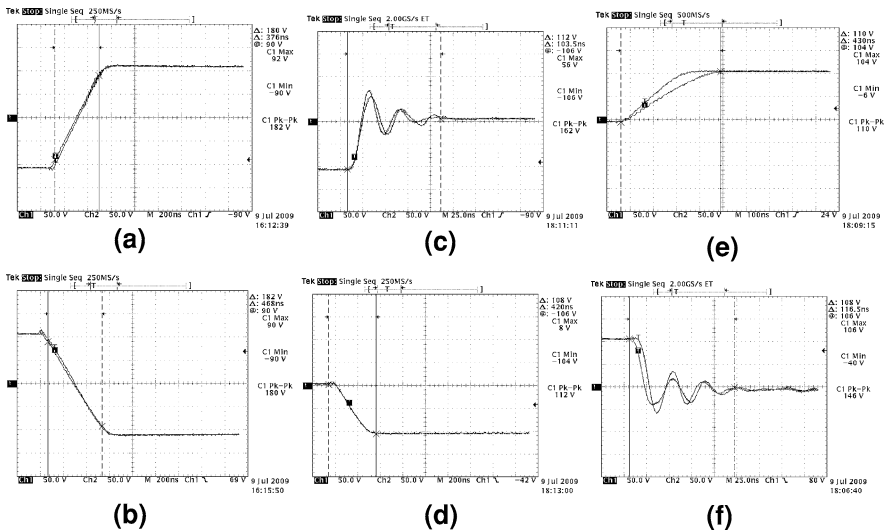 Tek Stop: Single Seq 250MS/s
Δ: 180 V
Δ: 376ns
@: 90 V
C1 Max
92 V
C1 Min
-90 V
C1 Pk-Pk
182 V
Ch1 50.0 V Ch2 50.0 V M 200ns Ch1 -90 V
9 Jul 2009
16:12:39
(a)
Tek Stop: Single Seq 2.00GS/s ET
Δ: 112 V
Δ: 103.5ns
@: -106 V
C1 Max
56 V
C1 Min
-106 V
C1 Pk-Pk
162 V
Ch1 50.0 V Ch2 50.0 V M 25.0ns Ch1 -90 V
9 Jul 2009
18:11:11
(c)
Tek Stop: Single Seq 500MS/s
Δ: 110 V
Δ: 430ns
@: 104 V
C1 Max
104 V
C1 Min
-6 V
C1 Pk-Pk
110 V
Ch1 50.0 V Ch2 50.0 V M 100ns Ch1 24 V
9 Jul 2009
18:09:15
(e)
Tek Stop: Single Seq 250MS/s
Δ: 182 V
Δ: 468ns
@: 90 V
C1 Max
90 V
C1 Min
-90 V
C1 Pk-Pk
180 V
Ch1 50.0 V Ch2 50.0 V M 200ns Ch1 69 V
9 Jul 2009
16:15:50
(b)
Tek Stop: Single Seq 250MS/s
Δ: 108 V
Δ: 420ns
@: -106 V
C1 Max
8 V
C1 Min
-104 V
C1 Pk-Pk
112 V
Ch1 50.0 V Ch2 50.0 V M 200ns Ch1 -42 V
9 Jul 2009
18:13:00
(d)
Tek Stop: Single Seq 2.00GS/s ET
Δ: 108 V
Δ: 116.5ns
@: 106 V
C1 Max
106 V
C1 Min
-40 V
C1 Pk-Pk
146 V
Ch1 50.0 V Ch2 50.0 V M 25.0ns Ch1 80 V
9 Jul 2009
18:06:40
(f)